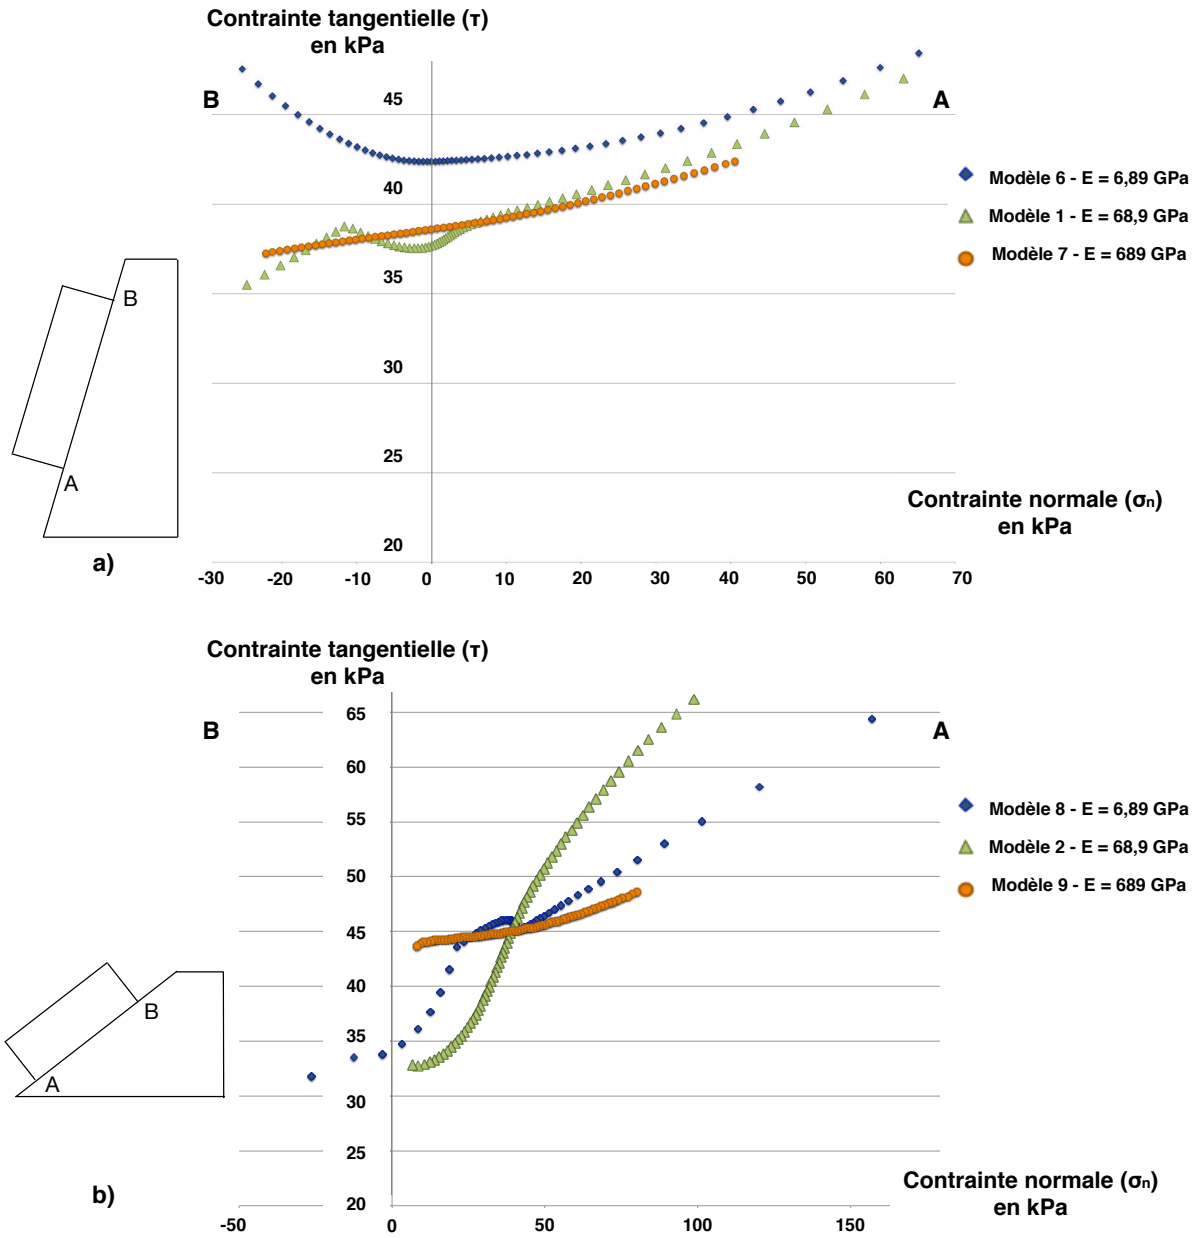 Contrainte tangentielle (τ)
en kPa
B
45
A
40
35
30
25
20
Modèle 6 - E = 6,89 GPa
Modèle 1 - E = 68,9 GPa
Modèle 7 - E = 689 GPa
B
A
a)
Contrainte normale (σn)
en kPa
-30 -20 -10 0 10 20 30 40 50 60 70
Contrainte tangentielle (τ)
en kPa
B
65
A
60
55
50
45
40
35
30
25
20
Modèle 8 - E = 6,89 GPa
Modèle 2 - E = 68,9 GPa
Modèle 9 - E = 689 GPa
B
A
b)
Contrainte normale (σn)
en kPa
-50 0 50 100 150